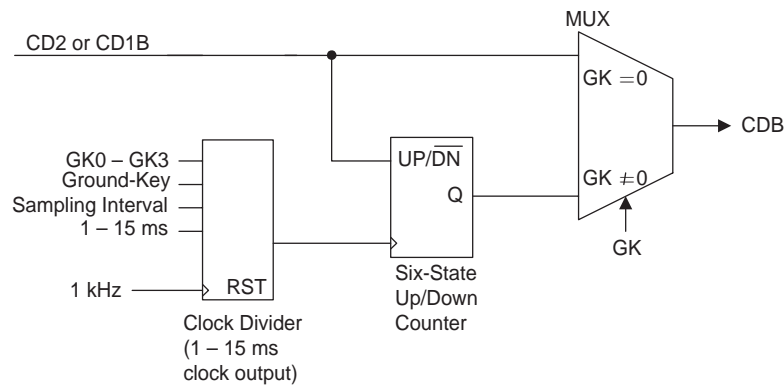 MUX
CD2 or CD1B
GK = 0
CDB
GK0 – GK3
Ground-Key
Sampling Interval
1 – 15 ms
UP/D̅N̅
Q
GK ≠ 0
GK
1 kHz
RST
Six-State
Up/Down
Counter
Clock Divider
(1 – 15 ms
clock output)